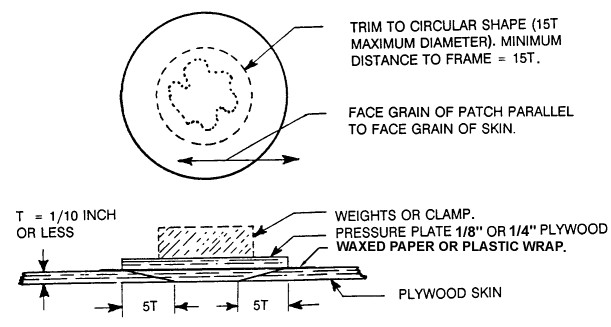 TRIM TO CIRCULAR SHAPE (15T
MAXIMUM DIAMETER). MINIMUM
DISTANCE TO FRAME = 15T.
FACE GRAIN OF PATCH PARALLEL
TO FACE GRAIN OF SKIN.
T = 1/10 INCH
OR LESS
WEIGHTS OR CLAMP.
PRESSURE PLATE 1/8" OR 1/4" PLYWOOD
WAXED PAPER OR PLASTIC WRAP.
PLYWOOD SKIN
5T
5T